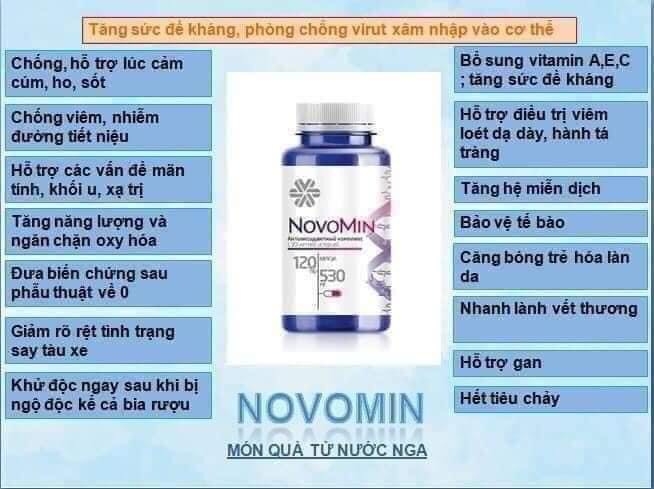 Tăng sức đề kháng, phòng chống virut xâm nhập vào cơ thể
Chống, hỗ trợ lúc cảm
cúm, ho, sốt
Chống viêm, nhiễm
đường tiết niệu
Hỗ trợ các vấn đề mãn
tính, khối u, xạ trị
Tăng năng lượng và
ngăn chặn oxy hóa
Đưa biến chứng sau
phẫu thuật về 0
Giảm rõ rệt tình trạng
say tàu xe
Khử độc ngay sau khi bị
ngộ độc kể cả bia rượu
NOVOMIN
120
530
Bổ sung vitamin A,E,C
; tăng sức đề kháng
Hỗ trợ điều trị viêm
loét dạ dày, hành tá
tràng
Tăng hệ miễn dịch
Bảo vệ tế bào
Căng bóng trẻ hóa làn
da
Nhanh lành vết thương
Hỗ trợ gan
Hết tiêu chảy
NOVOMIN
MÓN QUÀ TỪ NƯỚC NGA